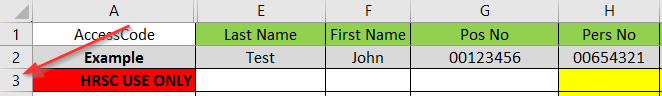 A E F G H
1 AccessCode Last Name First Name Pos No Pers No
2 Example Test John 00123456 00654321
3 HRSC USE ONLY